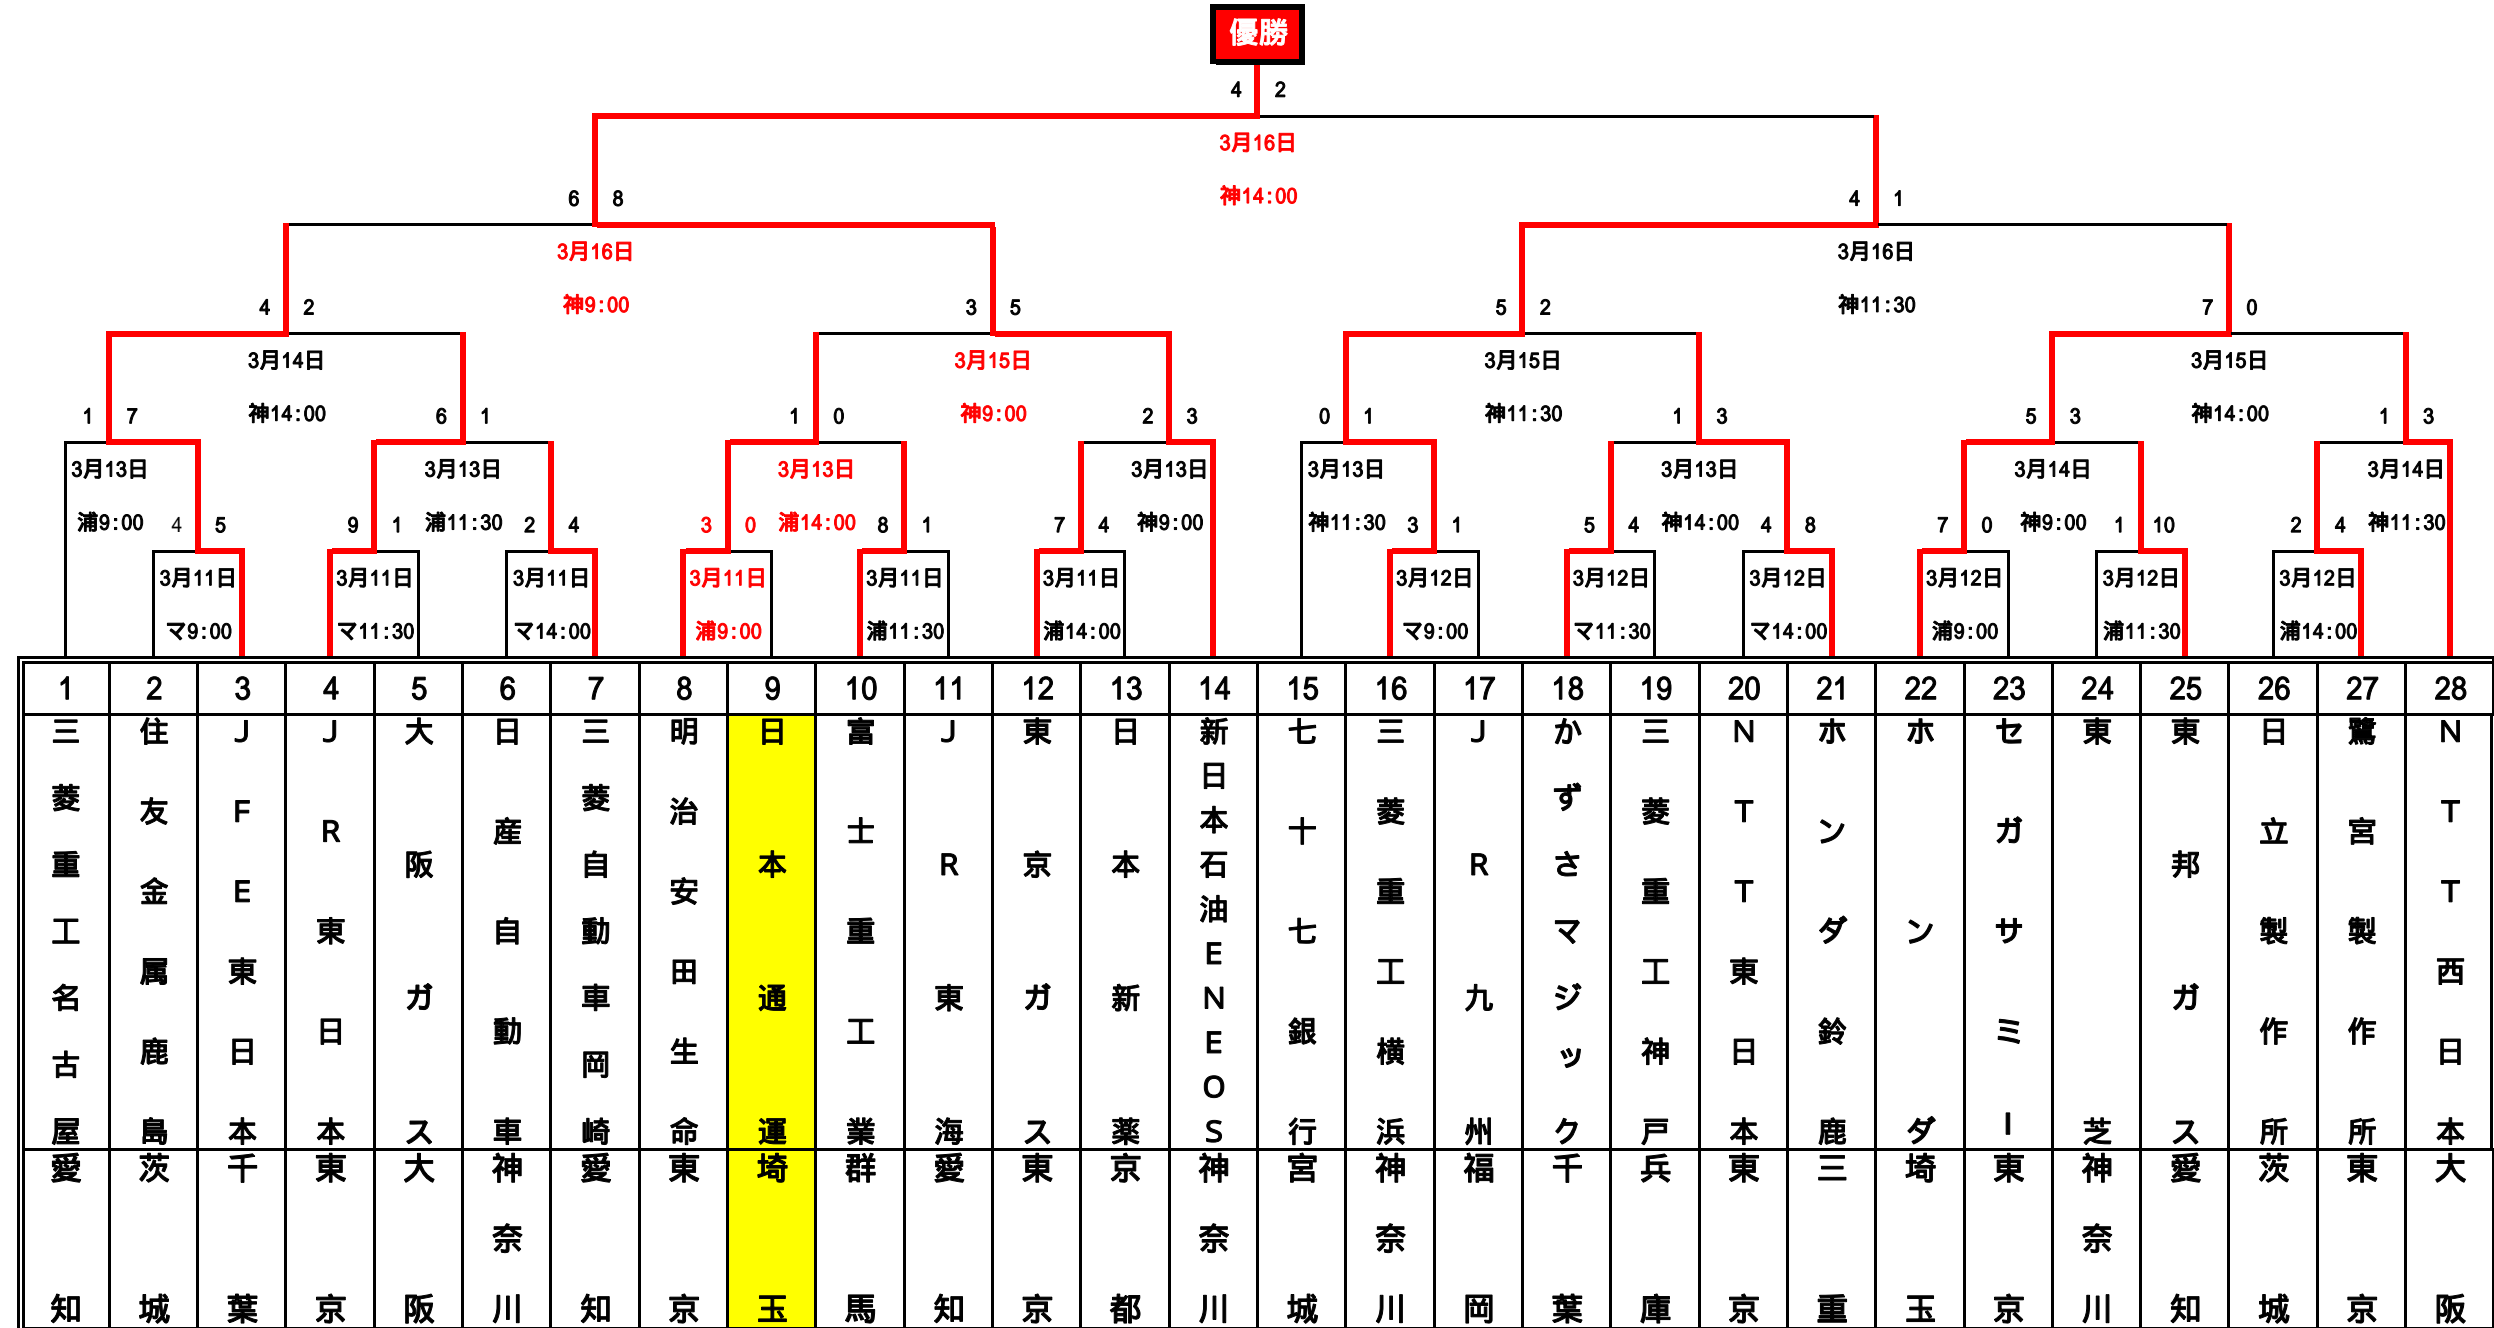 優勝
4 2
3月16日
神14:00
6 8
4 1
3月16日
3月16日
神9:00
神11:30
4 2
3 5
5 2
7 0
3月14日
3月15日
3月15日
3月15日
神14:00
神9:00
神11:30
神14:00
1 7
6 1
1 0
2 3
0 1
1 3
5 3
1 3
3月13日
3月13日
3月13日
3月13日
3月13日
3月13日
3月14日
3月14日
浦9:00
浦11:30
浦14:00
神9:00
神11:30
神14:00
神9:00
神11:30
4 5
9 1
2 4
3 0
8 1
7 4
3 1
5 4
4 8
7 0
1 10
2 4
3月11日
3月11日
3月11日
3月11日
3月11日
3月11日
3月12日
3月12日
3月12日
3月12日
3月12日
3月12日
マ9:00
マ11:30
マ14:00
浦9:00
浦11:30
浦14:00
マ9:00
マ11:30
マ14:00
浦9:00
浦11:30
浦14:00
1 2 3 4 5 6 7 8 9 10 11 12 13 14 15 16 17 18 19 20 21 22 23 24 25 26 27 28
三菱重工名古屋
住友金属鹿島
JFE東日本
JR東日本
大阪ガス
日産自動車
三菱自動車岡崎
明治安田生命
日本通運
富士重工業
JR東海
東京ガス
日本新薬
新日本石油ENEOS
七十七銀行
三菱重工横浜
JR九州
かずさマジック
三菱重工神戸
NTT東日本
ホンダ鈴鹿
ホンダ
セガサミー
東芝
東邦ガス
日立製作所
鷺宮製作所
NTT西日本
愛知
茨城
千葉
東京
大阪
神奈川
愛知
東京
埼玉
群馬
愛知
東京
京都
神奈川
宮城
神奈川
福岡
千葉
兵庫
東京
三重
埼玉
東京
神奈川
愛知
茨城
東京
大阪